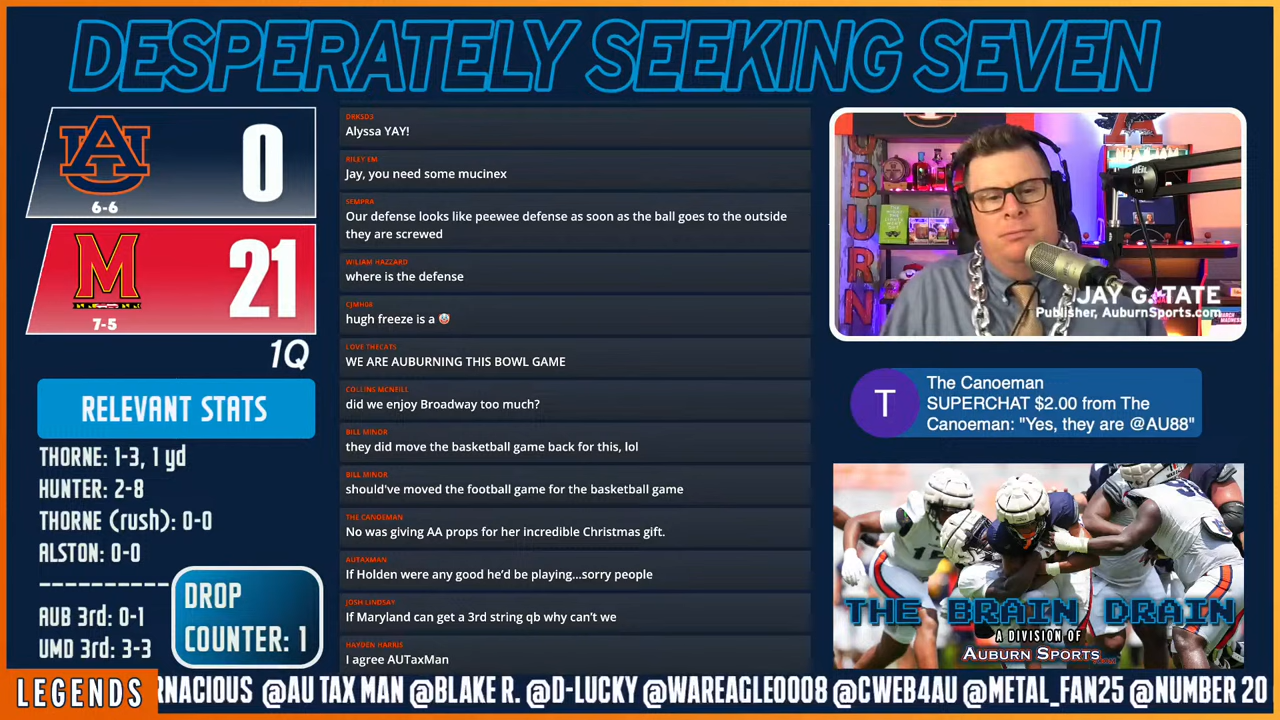 DESPERATELY SEEKING SEVEN
AU
0
6-6
M
21
7-5
1Q
RELEVANT STATS
THORNE: 1-3, 1 yd
HUNTER: 2-8
THORNE (rush): 0-0
ALSTON: 0-0
----------
AUB 3rd: 0-1
UMD 3rd: 3-3
DROP
COUNTER: 1
DRKSD3
Alyssa YAY!
RILEY EM
Jay, you need some mucinex
SEMPRA
Our defense looks like peewee defense as soon as the ball goes to the outside
they are screwed
WILIAM HAZZARD
where is the defense
CJMHGR
hugh freeze is a 🤡
LOVE THECATS
WE ARE AUBURNING THIS BOWL GAME
COLLINS MCNEILL
did we enjoy Broadway too much?
BILL MINOR
they did move the basketball game back for this, lol
BILL MINOR
should've moved the football game for the basketball game
THE CANOEMAN
No was giving AA props for her incredible Christmas gift.
AUTAXMAN
If Holden were any good he'd be playing...sorry people
JOSH LINDSAY
If Maryland can get a 3rd string qb why can't we
HAYDEN HARRIS
I agree AUTaxMan
UBURN
JAY G. TATE
Publisher, AuburnSports.com
T
The Canoeman
SUPERCHAT $2.00 from The
Canoeman: "Yes, they are @AU88"
THE BRAIN DRAIN
A DIVISION OF
AUBURN SPORTS.COM
LEGENDS
RNACIOUS @AU TAX MAN @BLAKE R. @D-LUCKY @WAREAGLE0008 @CWEB4AU @METAL_FAN25 @NUMBER 20